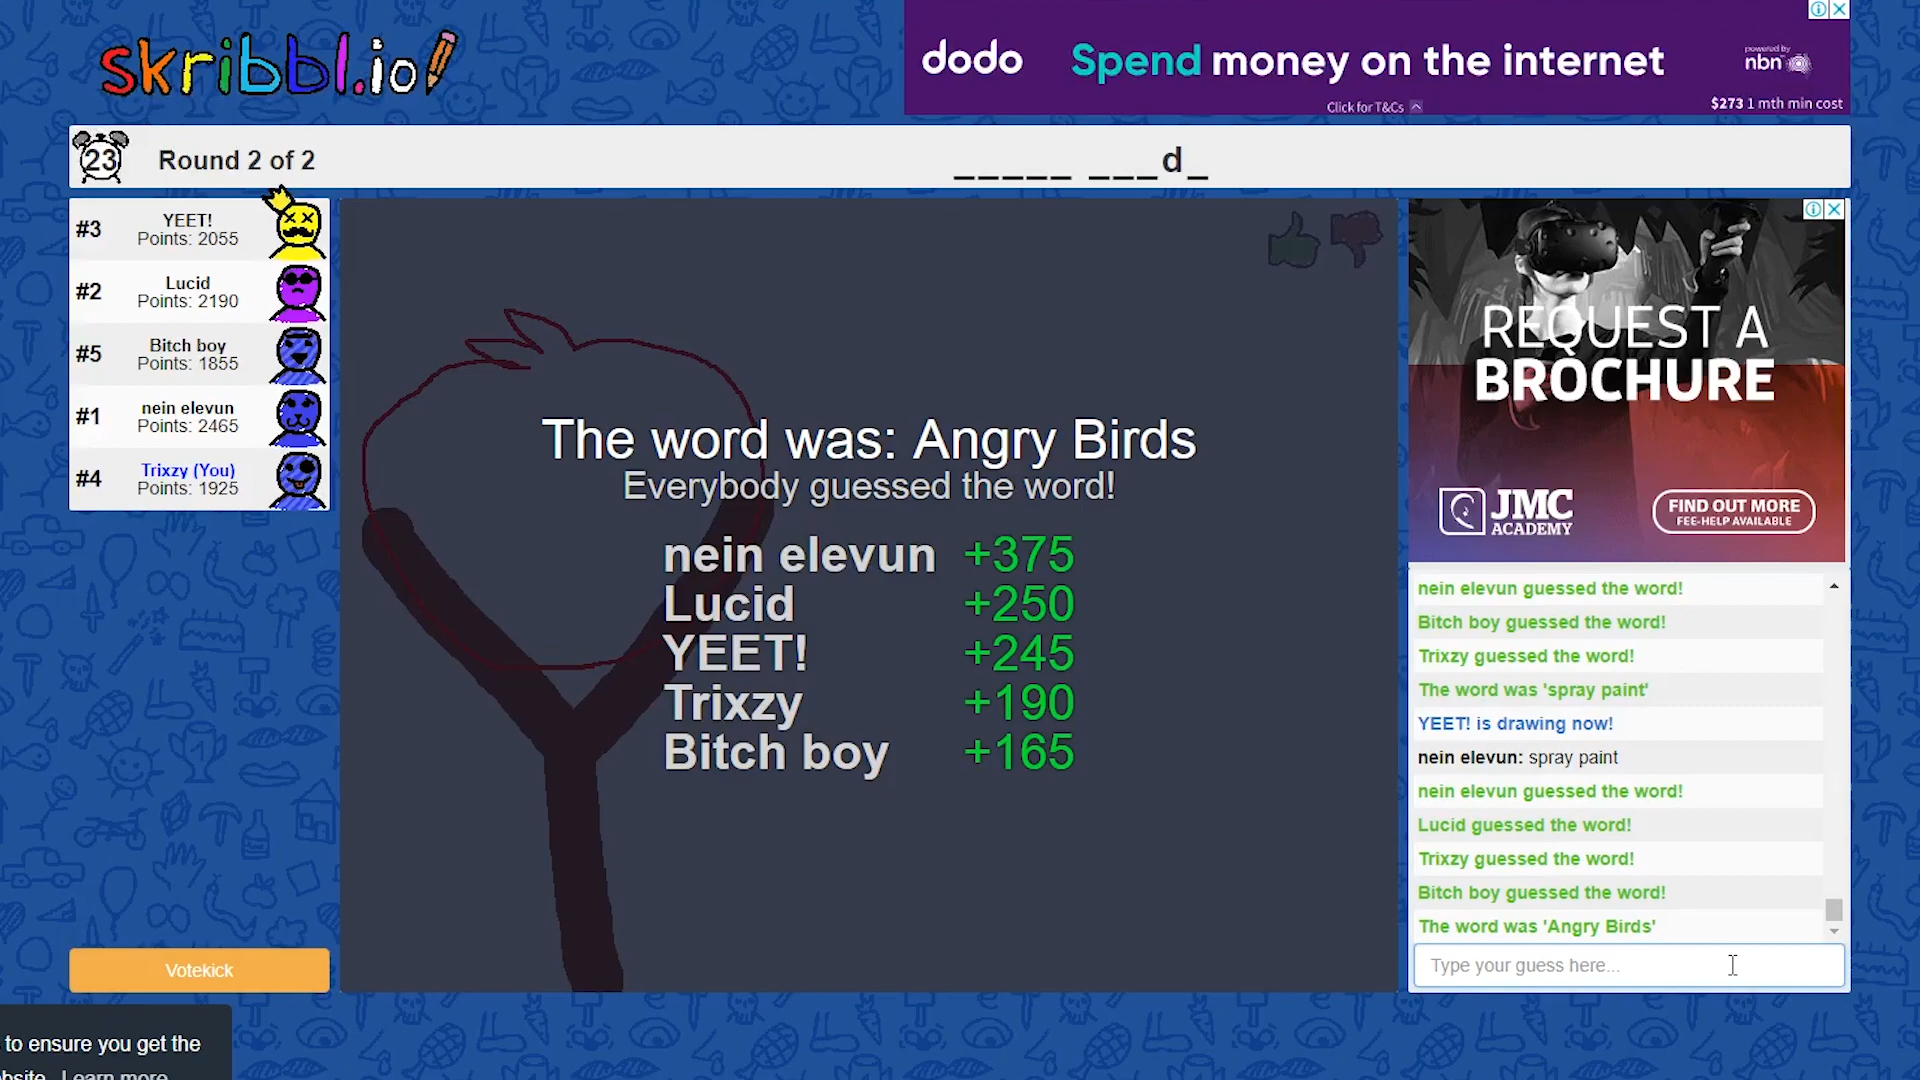 skribbl.io
dodo
Spend money on the internet
powered by
nbn
Click for T&Cs
$273 1 mth min cost
23
Round 2 of 2
_____ ___d_
#3
YEET!
Points: 2055
#2
Lucid
Points: 2190
#5
Bitch boy
Points: 1855
#1
nein elevun
Points: 2465
#4
Trixzy (You)
Points: 1925
The word was: Angry Birds
Everybody guessed the word!
nein elevun +375
Lucid +250
YEET! +245
Trixzy +190
Bitch boy +165
REQUEST A
BROCHURE
JMC
ACADEMY
FIND OUT MORE
FEE-HELP AVAILABLE
nein elevun guessed the word!
Bitch boy guessed the word!
Trixzy guessed the word!
The word was 'spray paint'
YEET! is drawing now!
nein elevun: spray paint
nein elevun guessed the word!
Lucid guessed the word!
Trixzy guessed the word!
Bitch boy guessed the word!
The word was 'Angry Birds'
Type your guess here...
Votekick
to ensure you get the
Learn more